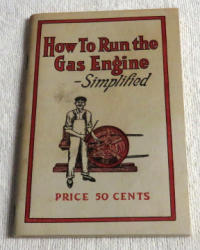 How To Run the
Gas Engine
-Simplified
PRICE 50 CENTS